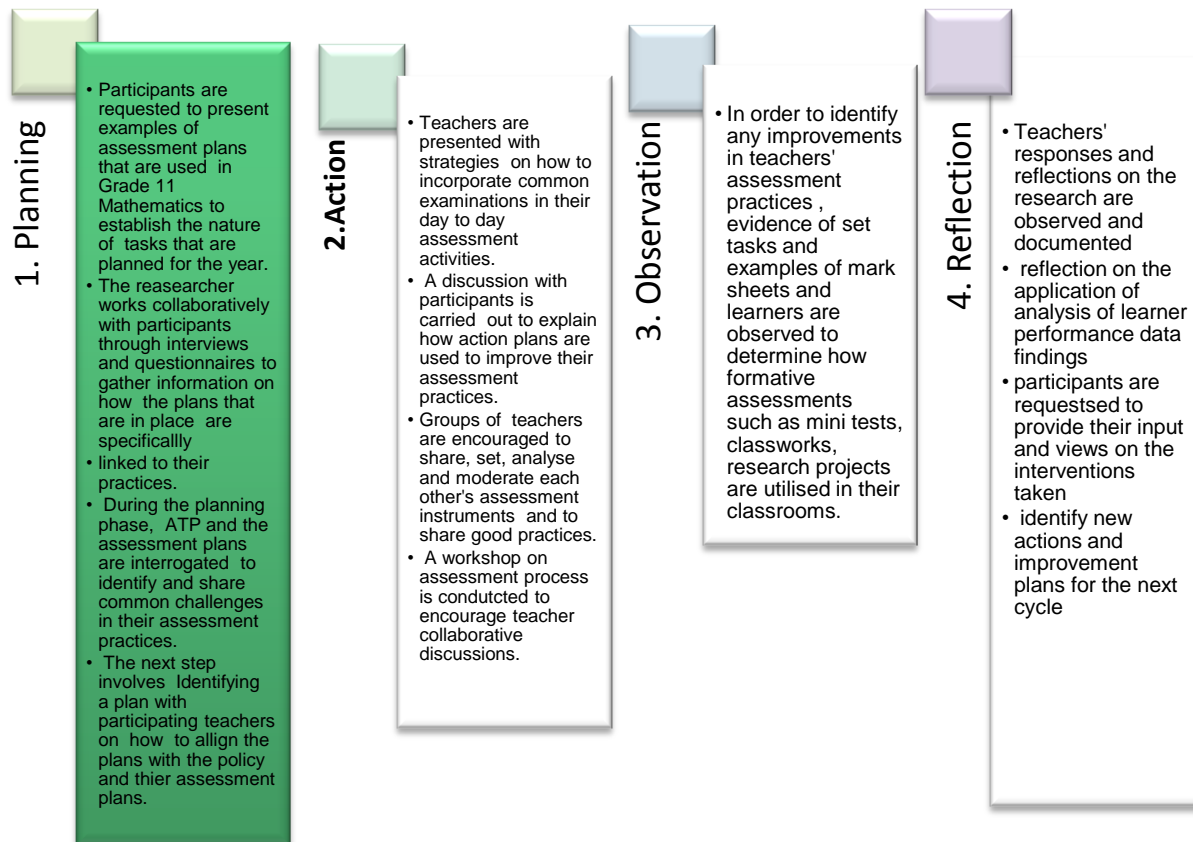 1. Planning
• Participants are
requested to present
examples of
assessment plans
that are used in
Grade 11
Mathematics to
establish the nature
of tasks that are
planned for the year.
• The reasearcher
works collaboratively
with participants
through interviews
and questionnaires to
gather information on
how the plans that
are in place are
specificallly
• linked to their
practices.
• During the planning
phase, ATP and the
assessment plans
are interrogated to
identify and share
common challenges
in their assessment
practices.
• The next step
involves Identifying
a plan with
participating teachers
on how to allign the
plans with the policy
and thier assessment
plans.
2.Action
• Teachers are
presented with
strategies on how to
incorporate common
examinations in their
day to day
assessment
activities.
• A discussion with
participants is
carried out to explain
how action plans are
used to improve their
assessment
practices.
• Groups of teachers
are encouraged to
share, set, analyse
and moderate each
other's assessment
instruments and to
share good practices.
• A workshop on
assessment process
is condutcted to
encourage teacher
collaborative
discussions.
3. Observation
• In order to identify
any improvements
in teachers'
assessment
practices ,
evidence of set
tasks and
examples of mark
sheets and
learners are
observed to
determine how
formative
assessments
such as mini tests,
classworks,
research projects
are utilised in their
classrooms.
4. Reflection
• Teachers'
responses and
reflections on the
research are
observed and
documented
• reflection on the
application of
analysis of learner
performance data
findings
• participants are
requestsed to
provide their input
and views on the
interventions
taken
• identify new
actions and
improvement
plans for the next
cycle